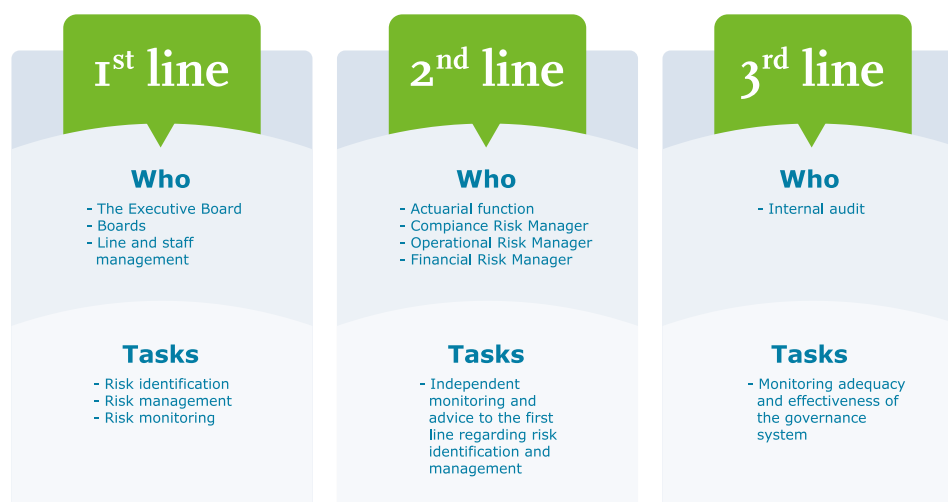 1st line
Who
- The Executive Board
- Boards
- Line and staff
management
Tasks
- Risk identification
- Risk management
- Risk monitoring
2nd line
Who
- Actuarial function
- Compliance Risk Manager
- Operational Risk Manager
- Financial Risk Manager
Tasks
- Independent
monitoring and
advice to the first
line regarding risk
identification and
management
3rd line
Who
- Internal audit
Tasks
- Monitoring adequacy
and effectiveness of
the governance
system